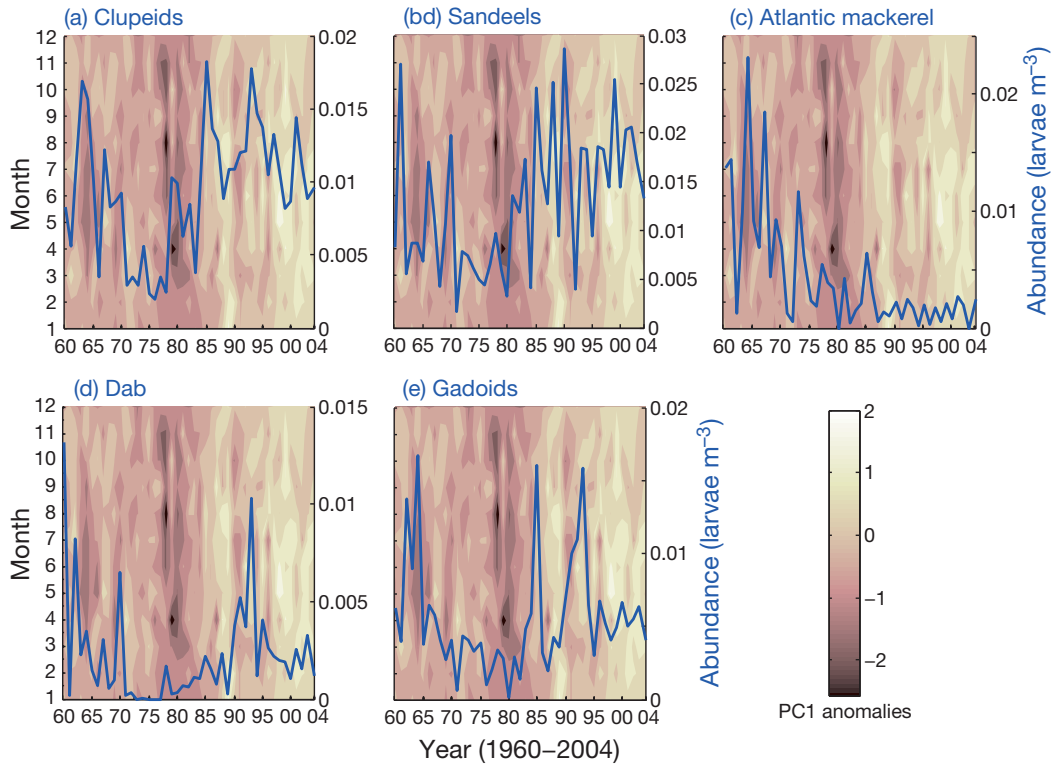 (a) Clupeids
(bd) Sandeels
(c) Atlantic mackerel
12 11 10 9 8 7 6 5 4 3 2 1
Month
0.02 0.015 0.01 0.005 0
0.03 0.025 0.02 0.015 0.01 0.005 0
0.02 0.01 0
Abundance (larvae m–3)
60 65 70 75 80 85 90 95 00 04
60 65 70 75 80 85 90 95 00 04
60 65 70 75 80 85 90 95 00 04
(d) Dab
(e) Gadoids
12 11 10 9 8 7 6 5 4 3 2 1
Month
0.015 0.01 0.005 0
0.02 0.01 0
Abundance (larvae m–3)
60 65 70 75 80 85 90 95 00 04
60 65 70 75 80 85 90 95 00 04
Year (1960–2004)
2
1
0
–1
–2
PC1 anomalies